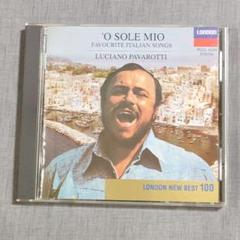 LONDON
'O SOLE MIO
FAVOURITE ITALIAN SONGS
LUCIANO PAVAROTTI
LONDON NEW BEST 100